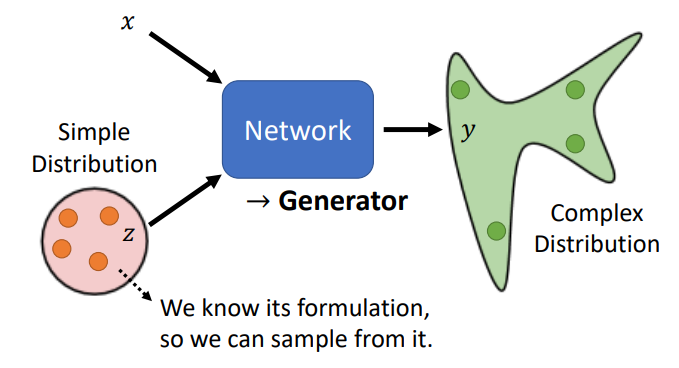 x
Simple
Distribution
z
Network
→ Generator
y
Complex
Distribution
We know its formulation,
so we can sample from it.